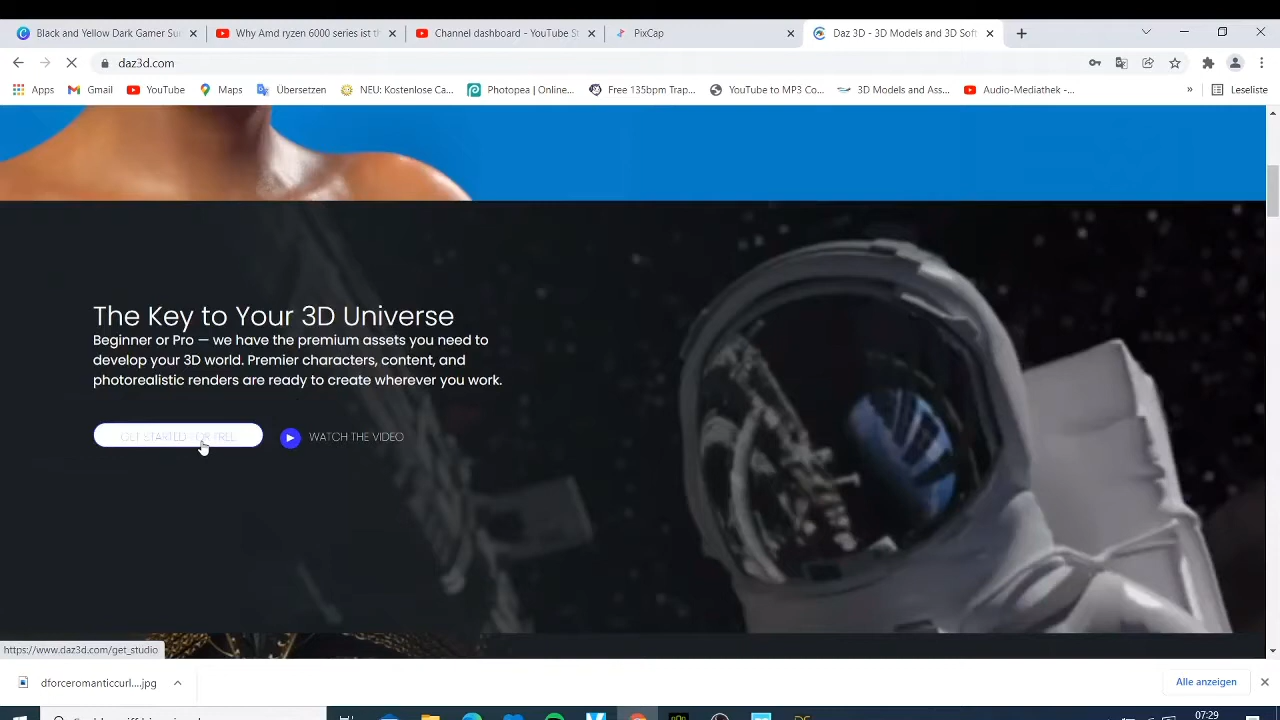 Black and Yellow Dark Gamer Su
Why Amd ryzen 6000 series ist t
Channel dashboard - YouTube St
PixCap
Daz 3D - 3D Models and 3D Soft
daz3d.com
Apps
Gmail
YouTube
Maps
Übersetzen
NEU: Kostenlose Ca...
Photopea | Online...
Free 135bpm Trap...
YouTube to MP3 Co...
3D Models and Ass...
Audio-Mediathek -...
»
Leseliste
The Key to Your 3D Universe
Beginner or Pro — we have the premium assets you need to
develop your 3D world. Premier characters, content, and
photorealistic renders are ready to create wherever you work.
GET STARTED FOR FREE
WATCH THE VIDEO
https://www.daz3d.com/get_studio
dforceromanticcurl....jpg
Alle anzeigen
07:29